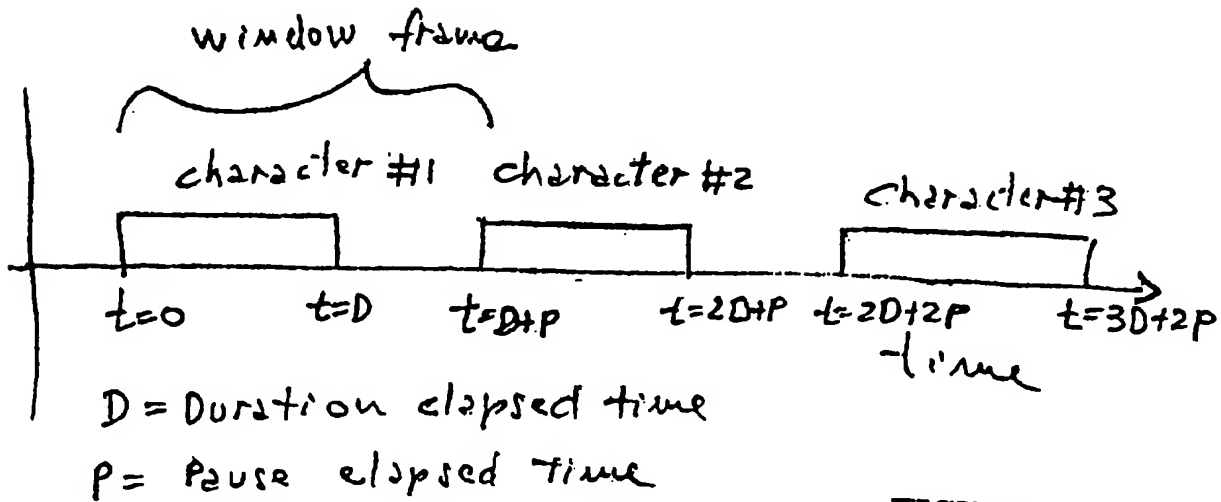 window frame
character #1 character #2 character #3
t=0 t=D t=D+P t=2D+P t=2D+2P t=3D+2P
time
D = Duration elapsed time
P = Pause elapsed time